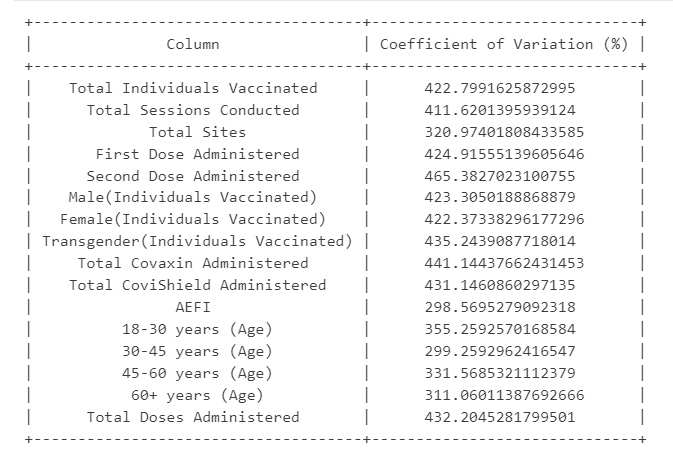 +------------------------------------+------------------------------+
| Column | Coefficient of Variation (%) |
+------------------------------------+------------------------------+
| Total Individuals Vaccinated | 422.7991625872995 |
| Total Sessions Conducted | 411.6201395939124 |
| Total Sites | 320.97401808433585 |
| First Dose Administered | 424.91555139605646 |
| Second Dose Administered | 465.3827023100755 |
| Male(Individuals Vaccinated) | 423.3050188868879 |
| Female(Individuals Vaccinated) | 422.37338296177296 |
| Transgender(Individuals Vaccinated) | 435.2439087718014 |
| Total Covaxin Administered | 441.14437662431453 |
| Total CoviShield Administered | 431.1460860297135 |
| AEFI | 298.5695279092318 |
| 18-30 years (Age) | 355.2592570168584 |
| 30-45 years (Age) | 299.2592962416547 |
| 45-60 years (Age) | 331.5685321112379 |
| 60+ years (Age) | 311.06011387692666 |
| Total Doses Administered | 432.2045281799501 |
+------------------------------------+------------------------------+